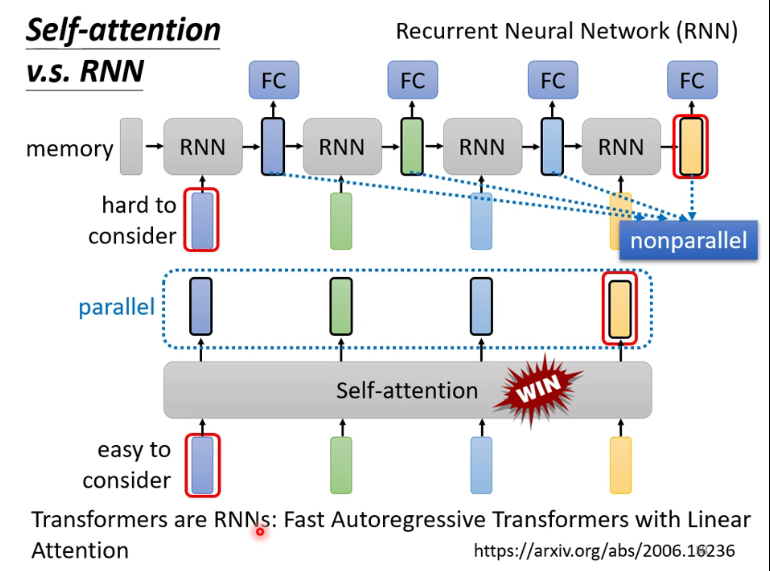 Self-attention
v.s. RNN
Recurrent Neural Network (RNN)
FC FC FC FC
memory RNN RNN RNN RNN
hard to
consider
nonparallel
parallel
Self-attention WIN
easy to
consider
Transformers are RNNs: Fast Autoregressive Transformers with Linear
Attention
https://arxiv.org/abs/2006.16236